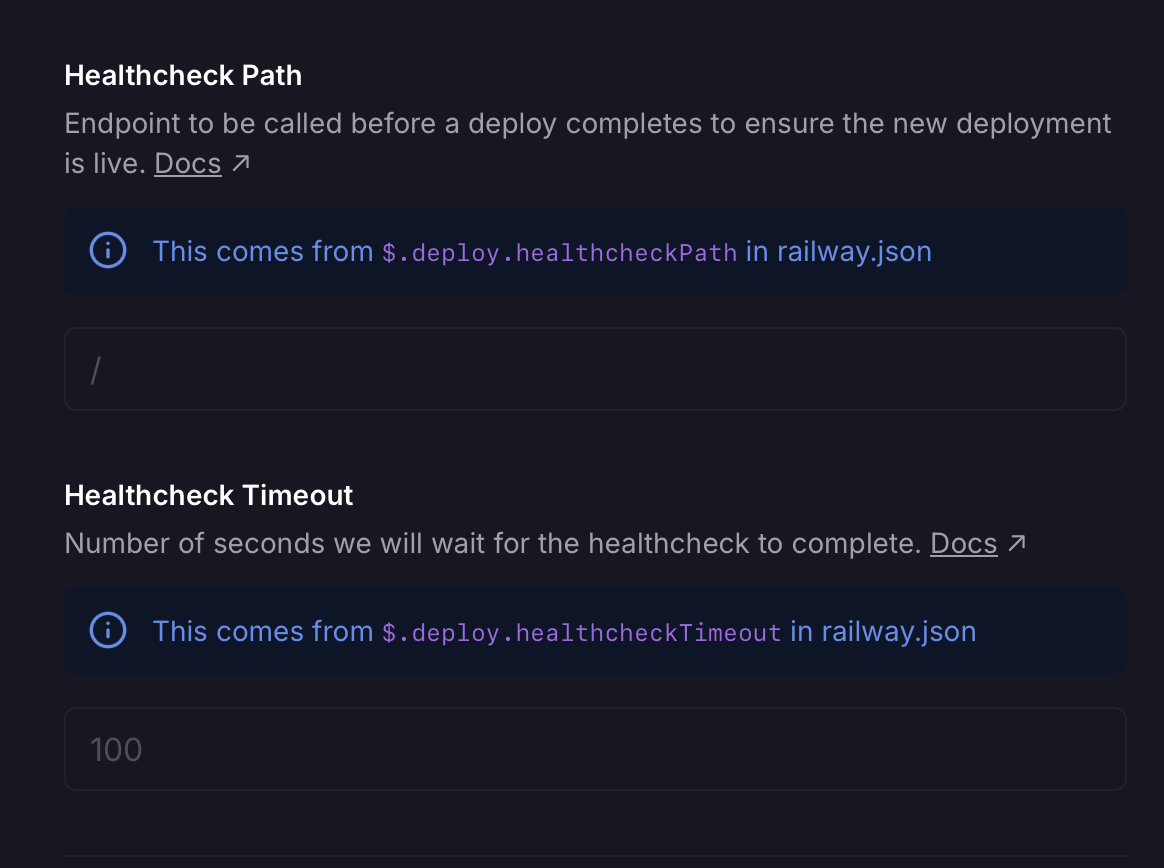 Healthcheck Path
Endpoint to be called before a deploy completes to ensure the new deployment
is live. Docs ↗
This comes from $.deploy.healthcheckPath in railway.json
/
Healthcheck Timeout
Number of seconds we will wait for the healthcheck to complete. Docs ↗
This comes from $.deploy.healthcheckTimeout in railway.json
100